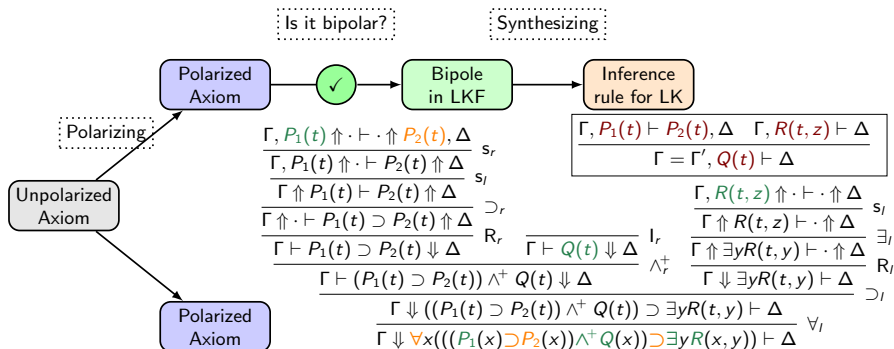 Is it bipolar?
Synthesizing
Polarized
Axiom
✓
Bipole
in LKF
Inference
rule for LK
Polarizing
Unpolarized
Axiom
Polarized
Axiom
Γ, P₁(t) ⊢ P₂(t), Δ Γ, R(t, z) ⊢ Δ
Γ = Γ′, Q(t) ⊢ Δ
Γ, P₁(t) ⇑ · ⊢ · ⇑ P₂(t), Δ
sᵣ
Γ, P₁(t) ⇑ · ⊢ P₂(t) ⇑ Δ
sₗ
Γ ⇑ P₁(t) ⊢ P₂(t) ⇑ Δ
⊃ᵣ
Γ ⇑ · ⊢ P₁(t) ⊃ P₂(t) ⇑ Δ
Rᵣ
Γ ⊢ P₁(t) ⊃ P₂(t) ⇓ Δ
Iᵣ
Γ ⊢ Q(t) ⇓ Δ
∧ᵣ⁺
Γ, R(t, z) ⇑ · ⊢ · ⇑ Δ
sₗ
Γ ⇑ R(t, z) ⊢ · ⇑ Δ
∃ₗ
Γ ⇑ ∃yR(t, y) ⊢ · ⇑ Δ
Rₗ
Γ ⇓ ∃yR(t, y) ⊢ Δ
Γ ⊢ (P₁(t) ⊃ P₂(t)) ∧⁺ Q(t) ⇓ Δ
⊃ₗ
Γ ⇓ ((P₁(t) ⊃ P₂(t)) ∧⁺ Q(t)) ⊃ ∃yR(t, y) ⊢ Δ
∀ₗ
Γ ⇓ ∀x(((P₁(x)⊃P₂(x))∧⁺Q(x))⊃∃yR(x, y)) ⊢ Δ